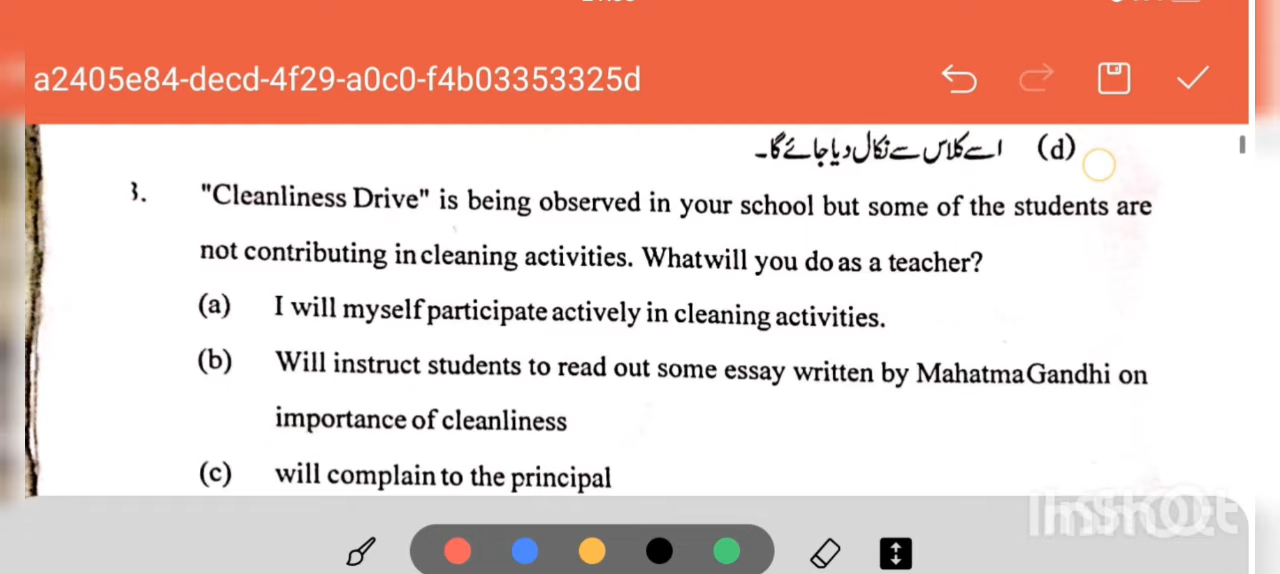 a2405e84-decd-4f29-a0c0-f4b03353325d
(d) اسے کلاس سے نکال دیا جائے گا۔
3. "Cleanliness Drive" is being observed in your school but some of the students are
not contributing in cleaning activities. What will you do as a teacher?
(a) I will myself participate actively in cleaning activities.
(b) Will instruct students to read out some essay written by Mahatma Gandhi on
importance of cleanliness
(c) will complain to the principal